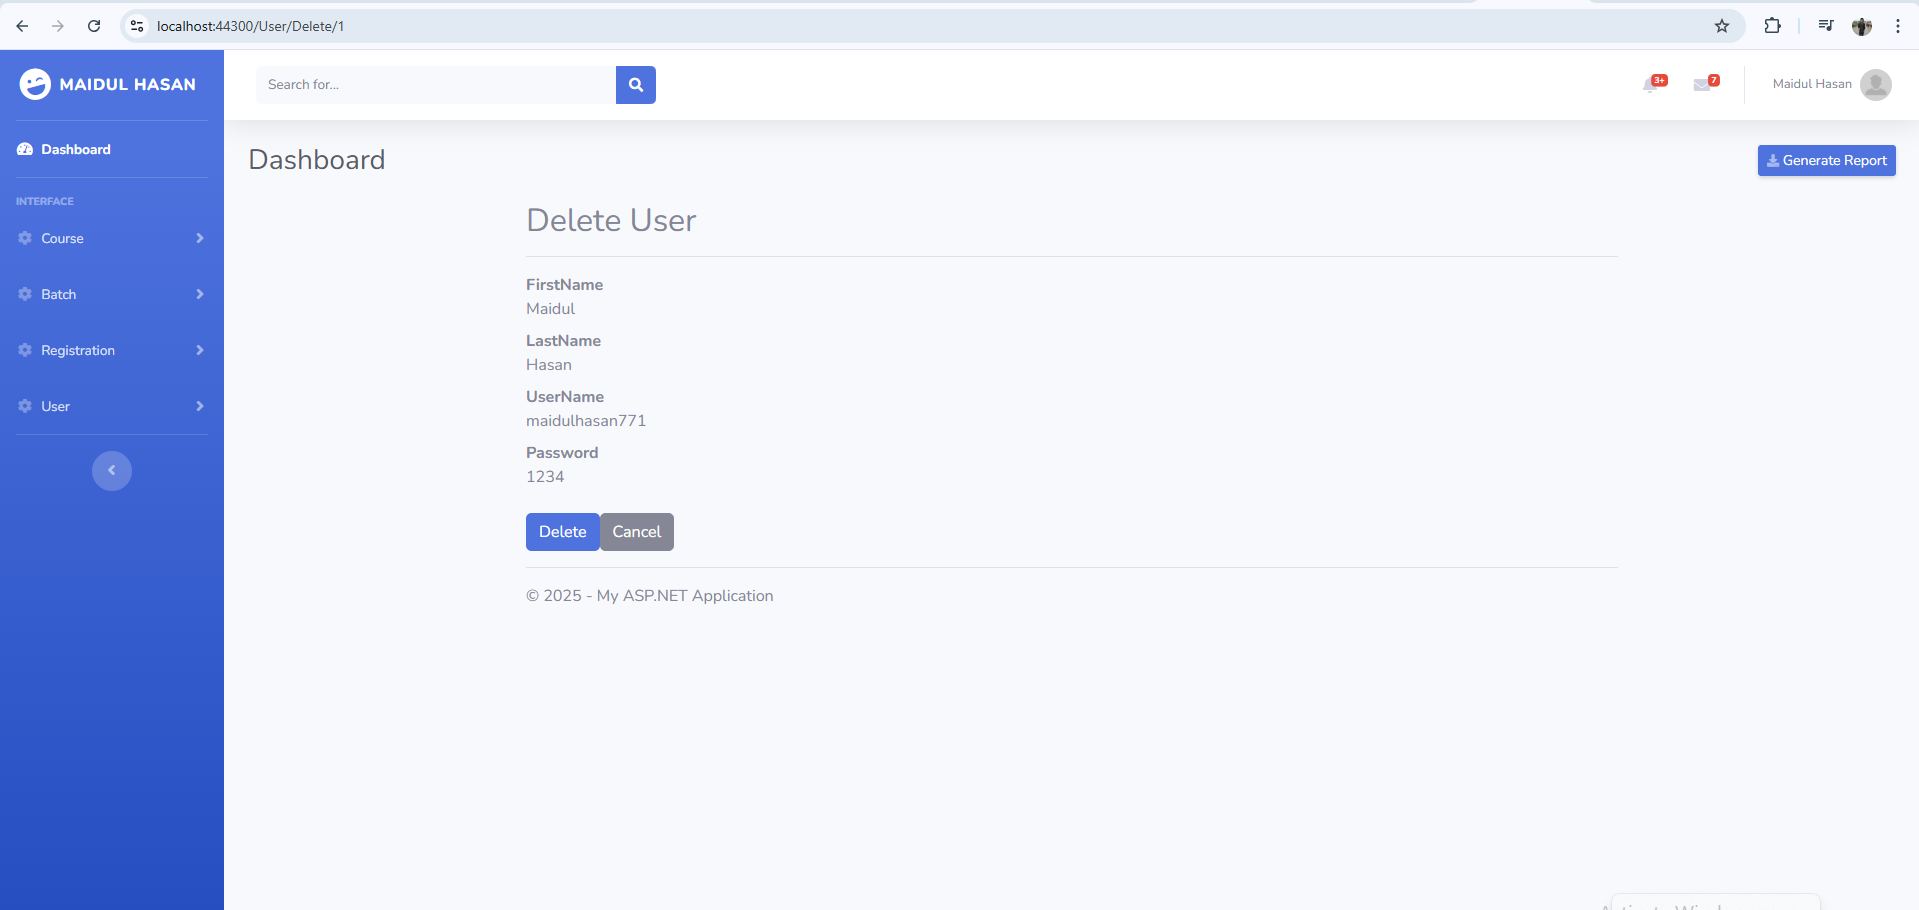 localhost:44300/User/Delete/1
MAIDUL HASAN
Search for...
3+
7
Maidul Hasan
Dashboard
Dashboard
Generate Report
INTERFACE
Course
Batch
Registration
User
Delete User
FirstName
Maidul
LastName
Hasan
UserName
maidulhasan771
Password
1234
Delete
Cancel
© 2025 - My ASP.NET Application